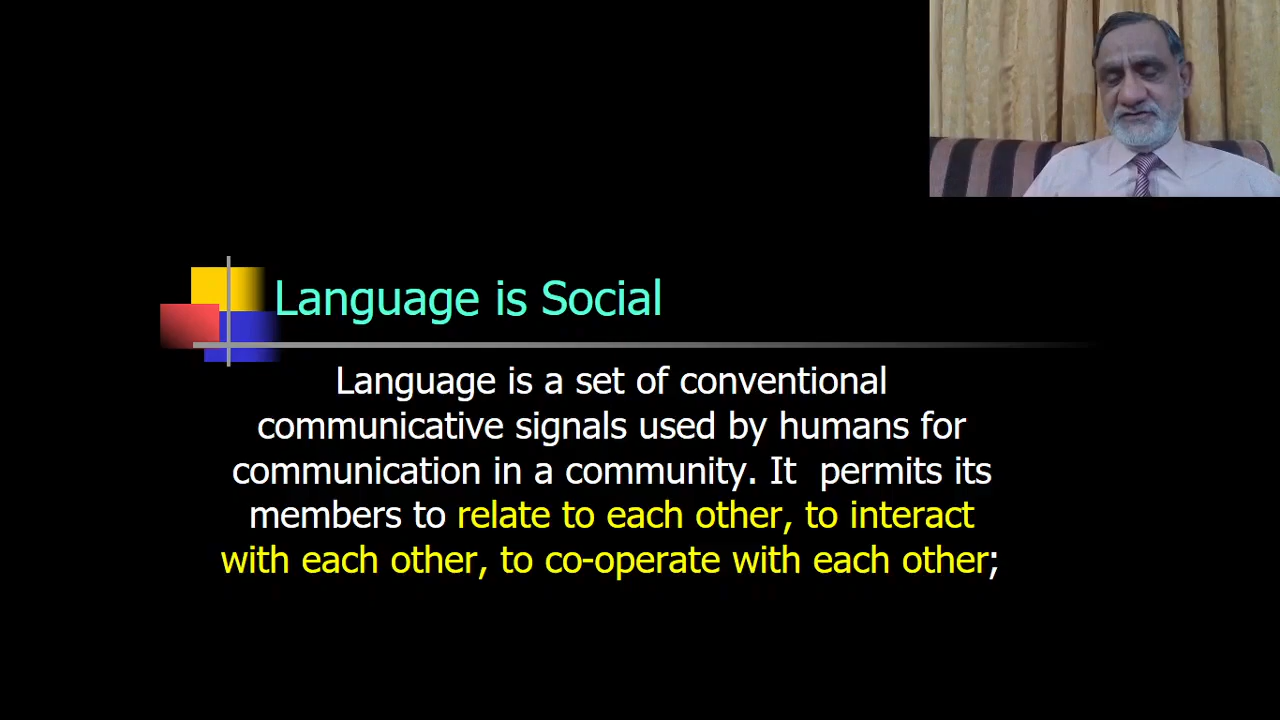 Language is Social
Language is a set of conventional
communicative signals used by humans for
communication in a community. It  permits its
members to relate to each other, to interact
with each other, to co-operate with each other;